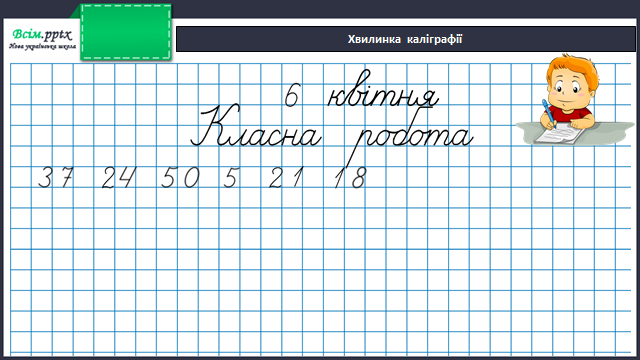 Всім.pptx
Нова українська школа
Хвилинка каліграфії
6 квітня
Класна робота
37 24 50 5 21 18